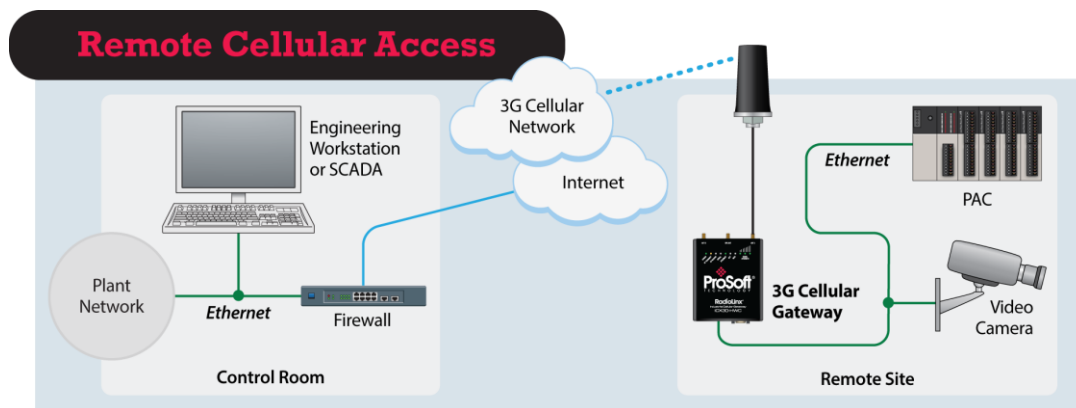 Remote Cellular Access
3G Cellular
Network
Internet
Engineering
Workstation
or SCADA
Plant
Network
Ethernet
Firewall
Control Room
Ethernet
PAC
ProSoft
TECHNOLOGY
RadioLinx
3G Cellular
Gateway
Video
Camera
Remote Site